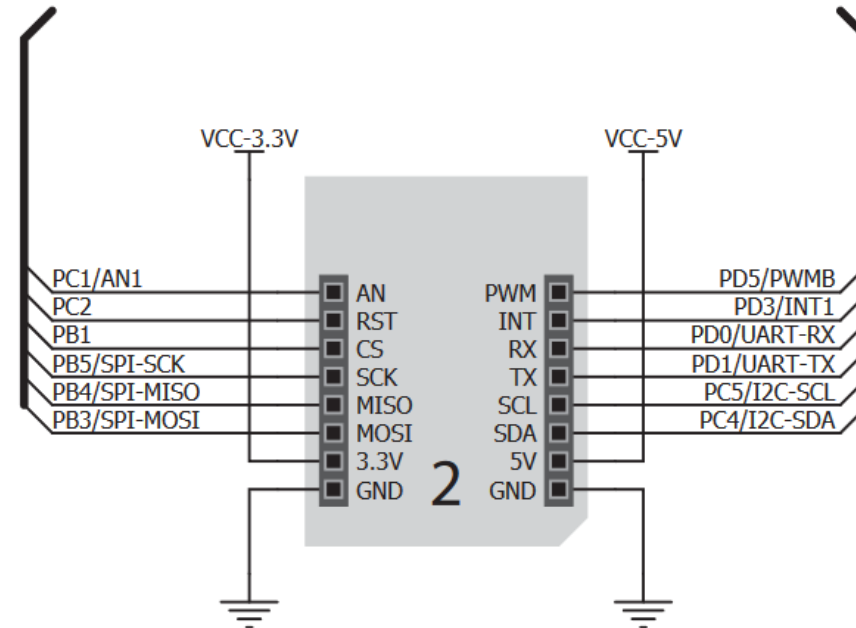 VCC-3.3V
VCC-5V
PC1/AN1
PC2
PB1
PB5/SPI-SCK
PB4/SPI-MISO
PB3/SPI-MOSI
AN
RST
CS
SCK
MISO
MOSI
3.3V
GND
2
PWM
INT
RX
TX
SCL
SDA
5V
GND
PD5/PWMB
PD3/INT1
PD0/UART-RX
PD1/UART-TX
PC5/I2C-SCL
PC4/I2C-SDA